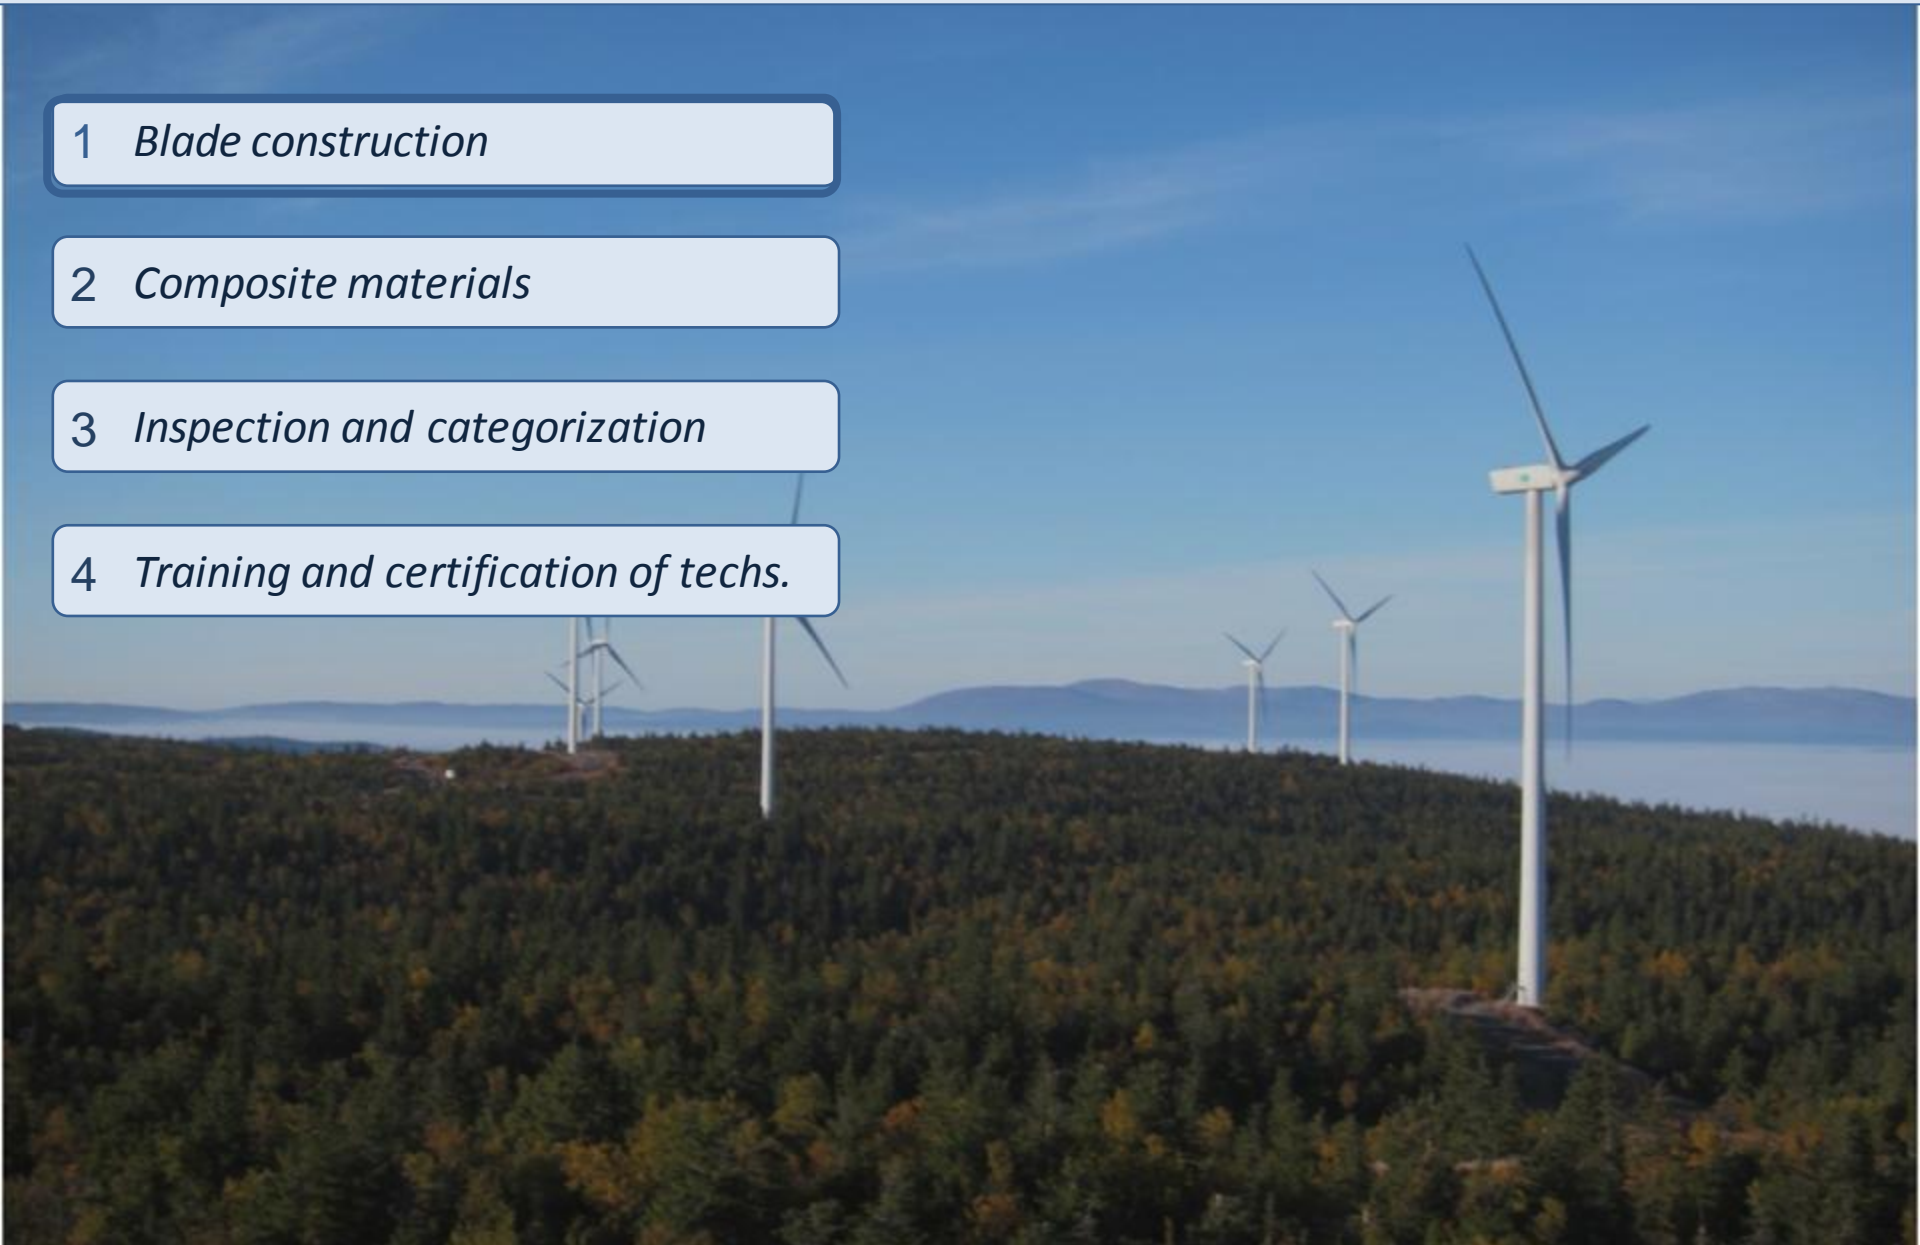 1 Blade construction
2 Composite materials
3 Inspection and categorization
4 Training and certification of techs.